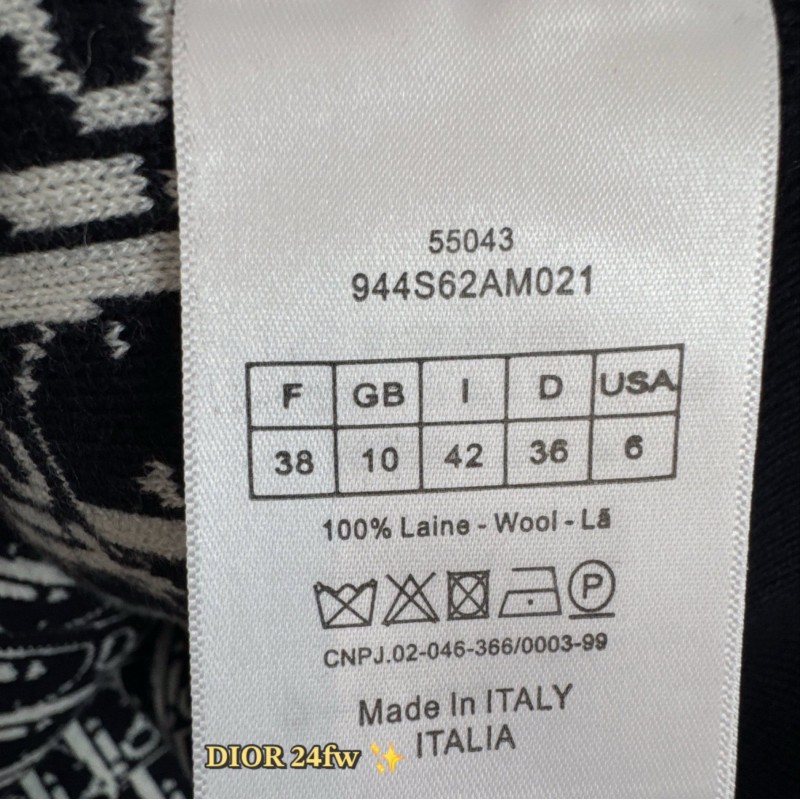 55043
944S62AM021
F GB I D USA
38 10 42 36 6
100% Laine - Wool - Lã
P
CNPJ.02-046-366/0003-99
Made In ITALY
ITALIA
DIOR 24fw ✨